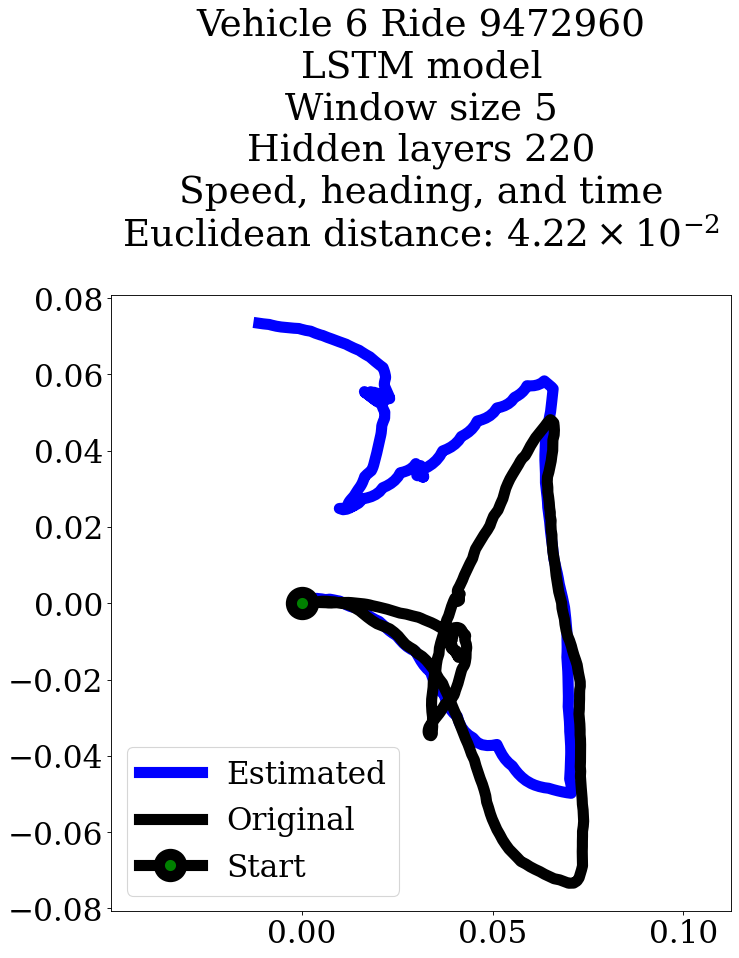 Vehicle 6 Ride 9472960
LSTM model
Window size 5
Hidden layers 220
Speed, heading, and time
Euclidean distance: 4.22 × 10⁻²
0.08
0.06
0.04
0.02
0.00
−0.02
−0.04
−0.06
−0.08
Estimated
Original
Start
0.00 0.05 0.10